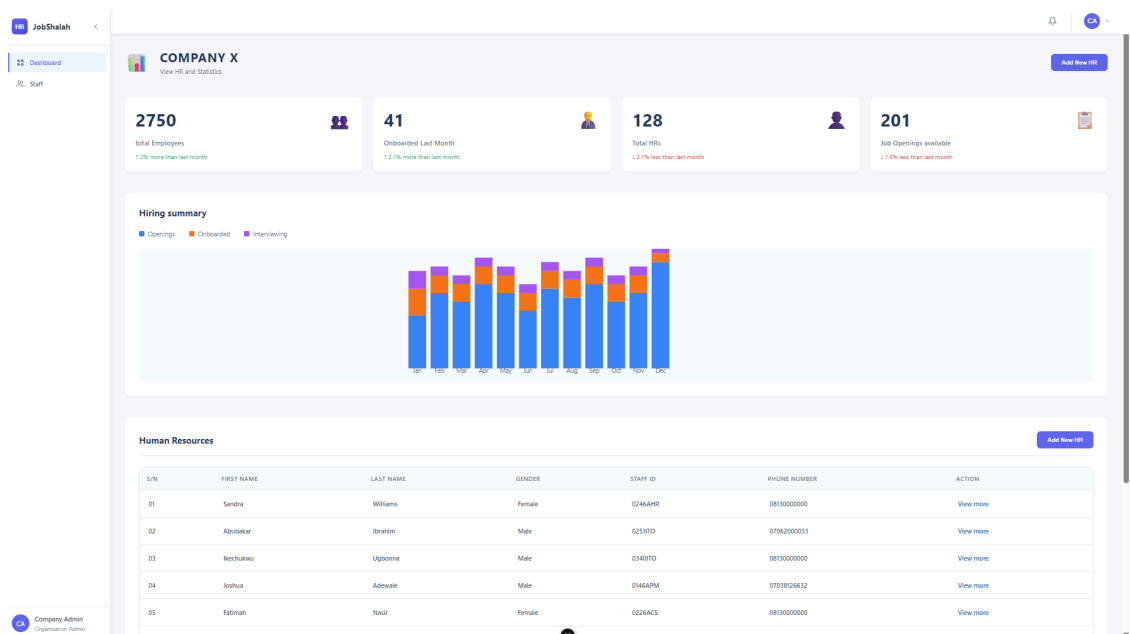 HR JobShalah
CA
Dashboard
Staff
COMPANY X
View HR and Statistics
Add New HR
2750
total Employees
↑ 2% more than last month
41
Onboarded Last Month
↑ 2.1% more than last month
128
Total HRs
↓ 2.1% less than last month
201
Job Openings available
↓ 1.5% less than last month
Hiring summary
Openings Onboarded Interviewing
Jan Feb Mar Apr May Jun Jul Aug Sep Oct Nov Dec
Human Resources
Add New HR
S/N FIRST NAME LAST NAME GENDER STAFF ID PHONE NUMBER ACTION
01 Sandra Williams Female 0246AHR 08130000000 View more
02 Abubakar Ibrahim Male 0251ITO 07062000033 View more
03 Ikechukwu Ugbonna Male 0340ITO 08130000000 View more
04 Joshua Adewale Male 0146APM 07038126632 View more
05 Fatimah Nasir Female 0226ACS 08130000000 View more
CA
Company Admin
Organization Admin